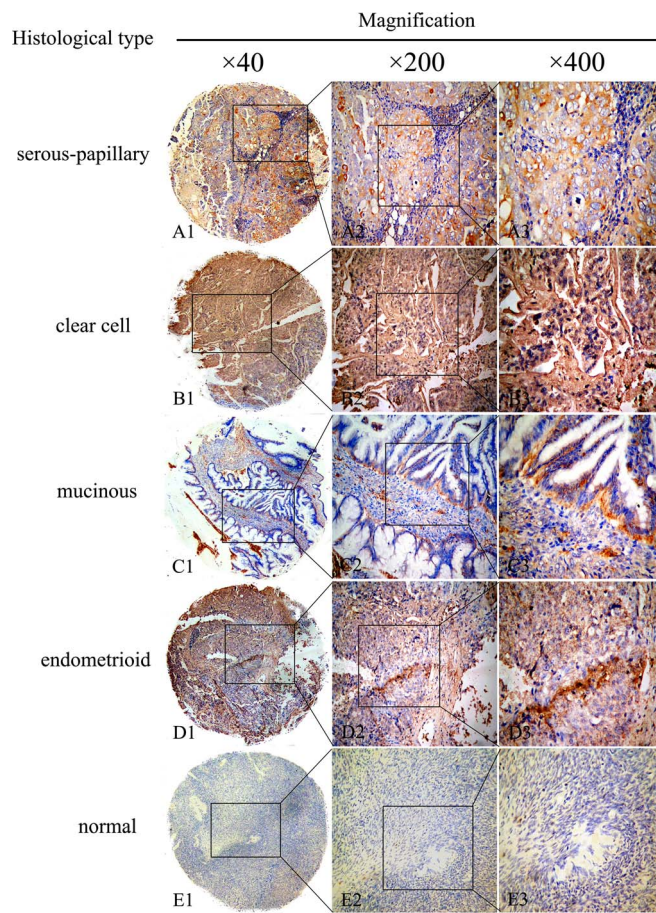 Histological type
Magnification
×40
×200
×400
serous-papillary
A1
A2
A3
clear cell
B1
B2
B3
mucinous
C1
C2
C3
endometrioid
D1
D2
D3
normal
E1
E2
E3